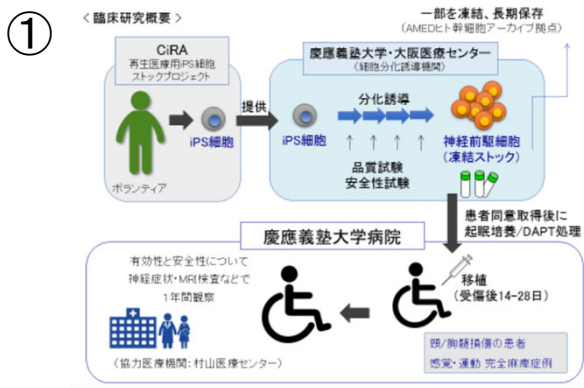 ①
＜臨床研究概要＞
一部を凍結、長期保存
(AMEDヒト幹細胞アーカイブ拠点)
CiRA
再生医療用iPS細胞
ストックプロジェクト
ボランティア
iPS細胞
提供
慶應義塾大学・大阪医療センター
(細胞分化誘導機関)
iPS細胞
分化誘導
品質試験
安全性試験
神経前駆細胞
(凍結ストック)
患者同意取得後に
起眠培養/DAPT処理
慶應義塾大学病院
有効性と安全性について
神経症状・MRI検査などで
1年間観察
(協力医療機関：村山医療センター)
移植
(受傷後14-28日)
頸/胸髄損傷の患者
感覚・運動 完全麻痺症例